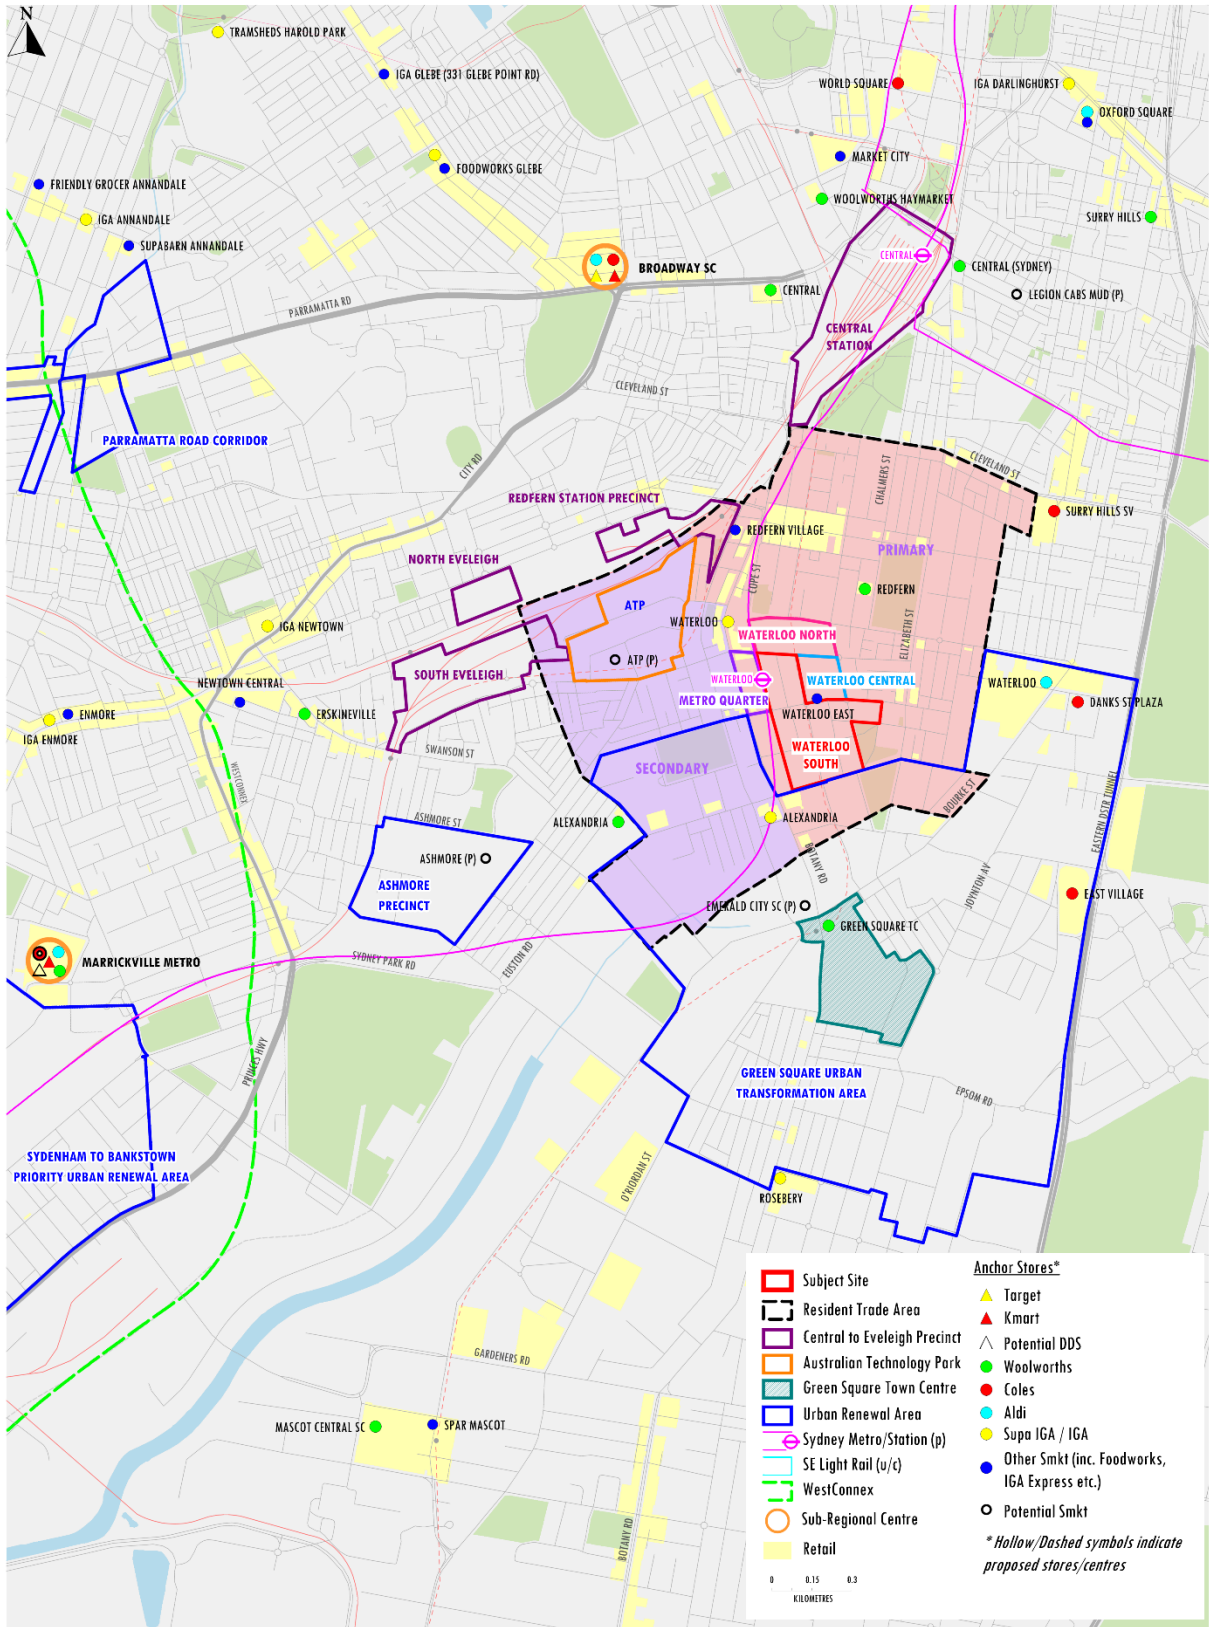 N
TRAMSHEDS HAROLD PARK
IGA GLEBE (331 GLEBE POINT RD)
WORLD SQUARE
IGA DARLINGHURST
OXFORD SQUARE
MARKET CITY
FOODWORKS GLEBE
FRIENDLY GROCER ANNANDALE
WOOLWORTHS HAYMARKET
IGA ANNANDALE
SURRY HILLS
SUPABARN ANNANDALE
CENTRAL
BROADWAY SC
CENTRAL (SYDNEY)
CENTRAL
LEGION CABS MUD (P)
PARRAMATTA RD
CENTRAL
STATION
CLEVELAND ST
PARRAMATTA ROAD CORRIDOR
CITY RD
CHALMERS ST
CLEVELAND ST
REDFERN STATION PRECINCT
SURRY HILLS SV
REDFERN VILLAGE
PRIMARY
NORTH EVELEIGH
COPE ST
REDFERN
ATP
WATERLOO
IGA NEWTOWN
WATERLOO NORTH
ELIZABETH ST
ATP (P)
SOUTH EVELEIGH
WATERLOO
WATERLOO CENTRAL
WATERLOO
NEWTOWN CENTRAL
METRO QUARTER
DANKS ST PLAZA
ENMORE
ERSKINEVILLE
WATERLOO EAST
IGA ENMORE
SWANSON ST
WATERLOO
SOUTH
SECONDARY
WESTCONNEX
BOURKE ST
EASTERN DSTR TUNNEL
ASHMORE ST
ALEXANDRIA
ALEXANDRIA
ASHMORE (P)
BOTANY RD
JOYNTON AV
ASHMORE
PRECINCT
EAST VILLAGE
EMERALD CITY SC (P)
GREEN SQUARE TC
MARRICKVILLE METRO
SYDNEY PARK RD
EUSTON RD
PRINCES HWY
GREEN SQUARE URBAN
TRANSFORMATION AREA
EPSOM RD
SYDENHAM TO BANKSTOWN
PRIORITY URBAN RENEWAL AREA
O'RIORDAN ST
ROSEBERY
GARDENERS RD
MASCOT CENTRAL SC
SPAR MASCOT
BOTANY RD
Subject Site
Resident Trade Area
Central to Eveleigh Precinct
Australian Technology Park
Green Square Town Centre
Urban Renewal Area
Sydney Metro/Station (p)
SE Light Rail (u/c)
WestConnex
Sub-Regional Centre
Retail
0 0.15 0.3
KILOMETRES
Anchor Stores*
Target
Kmart
Potential DDS
Woolworths
Coles
Aldi
Supa IGA / IGA
Other Smkt (inc. Foodworks,
IGA Express etc.)
Potential Smkt
* Hollow/Dashed symbols indicate
proposed stores/centres